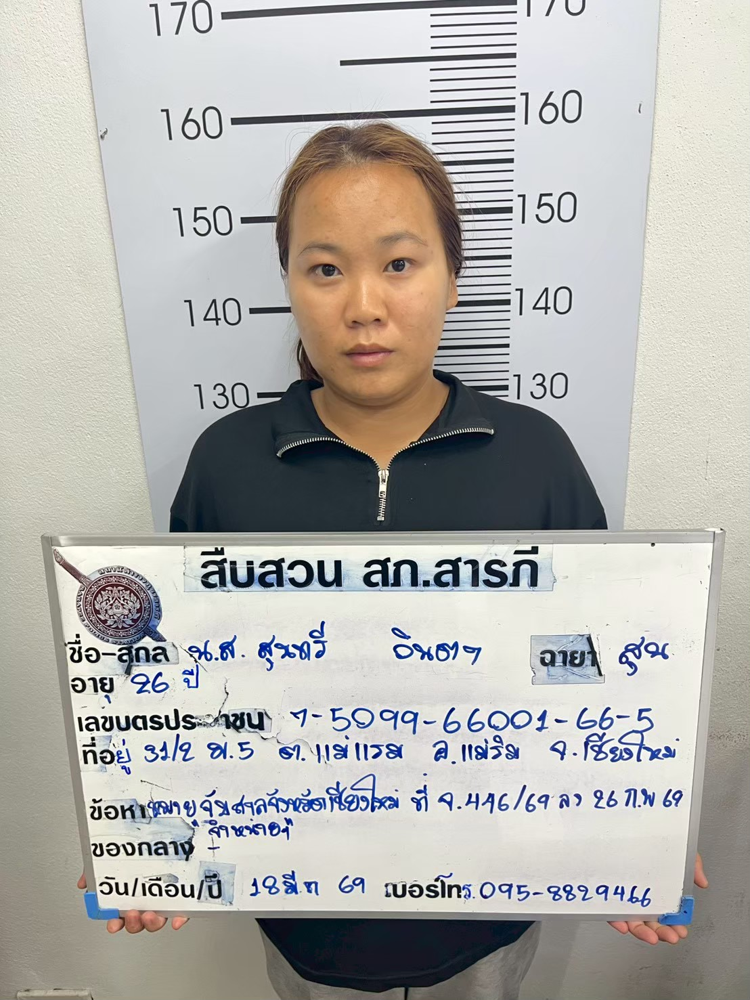 170 170
160 160
150 150
140 140
130 130
สืบสวน สภ.สารภี
ชื่อ-สกุล น.ส. สุนทรี อินตา ฉายา สุน
อายุ 26 ปี
เลขบัตรประชาชน 1-5099-66001-66-5
ที่อยู่ 31/2 ม.5 ต.แม่แรม อ.แม่ริม จ.เชียงใหม่
ข้อหา หมายจับศาลจังหวัดเชียงใหม่ ที่ จ.446/69 ลง 26 ก.พ 69
จำหน่ายฯ
ของกลาง -
วัน/เดือน/ปี 18 มี.ค 69 เบอร์โทร. 095-8829466